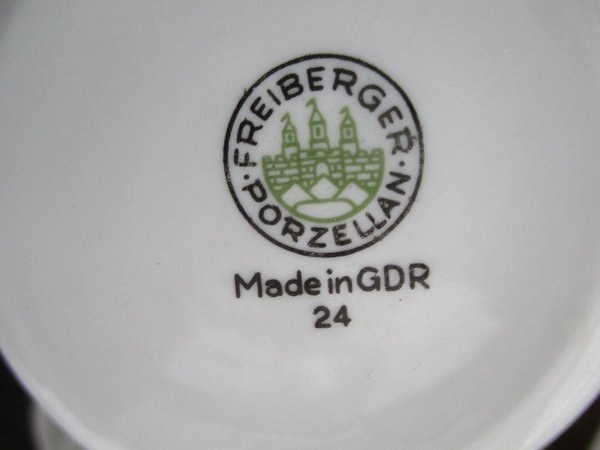 ·FREIBERGER·
PORZELLAN
Made in GDR
24